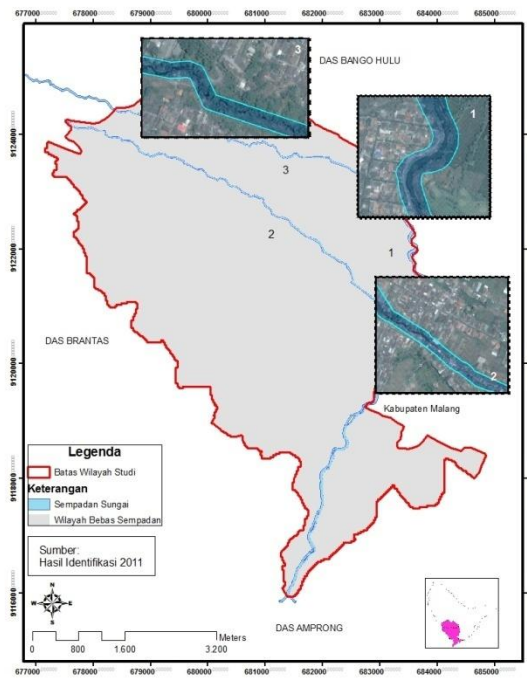 677000 678000 679000 680000 681000 682000 683000 684000 685000
3
DAS BANGO HULU
1
9124000
3
2
1
9122000
2
DAS BRANTAS
9120000
Kabupaten Malang
Legenda
Batas Wilayah Studi
Keterangan
Sempadan Sungai
Wilayah Bebas Sempadan
9118000
Sumber:
Hasil Identifikasi 2011
N
W E
S
9116000
0 800 1.600 3.200
Meters
DAS AMPRONG
677000 678000 679000 680000 681000 682000 683000 684000 685000